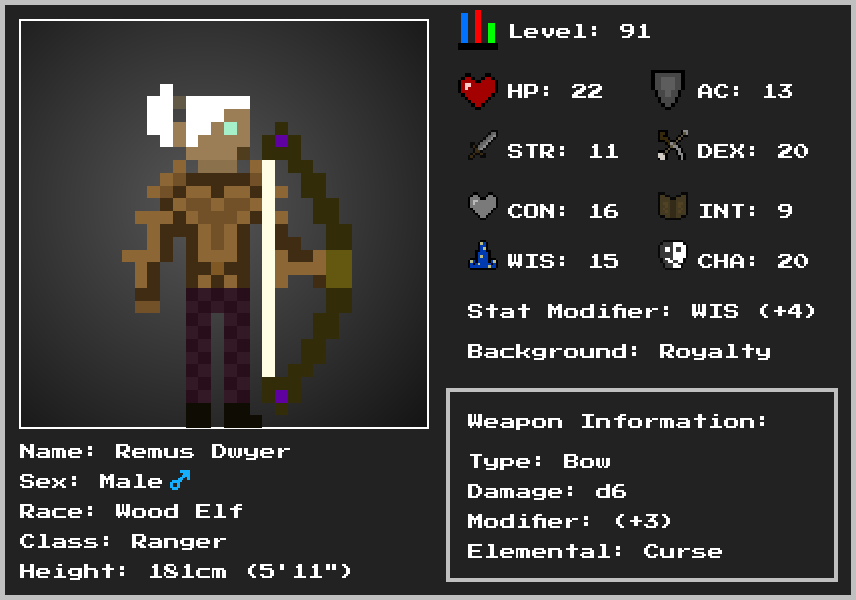 Level: 91
HP: 22
AC: 13
STR: 11
DEX: 20
CON: 16
INT: 9
WIS: 15
CHA: 20
Stat Modifier: WIS (+4)
Background: Royalty
Weapon Information:
Type: Bow
Damage: d6
Modifier: (+3)
Elemental: Curse
Name: Remus Dwyer
Sex: Male ♂
Race: Wood Elf
Class: Ranger
Height: 181cm (5'11")